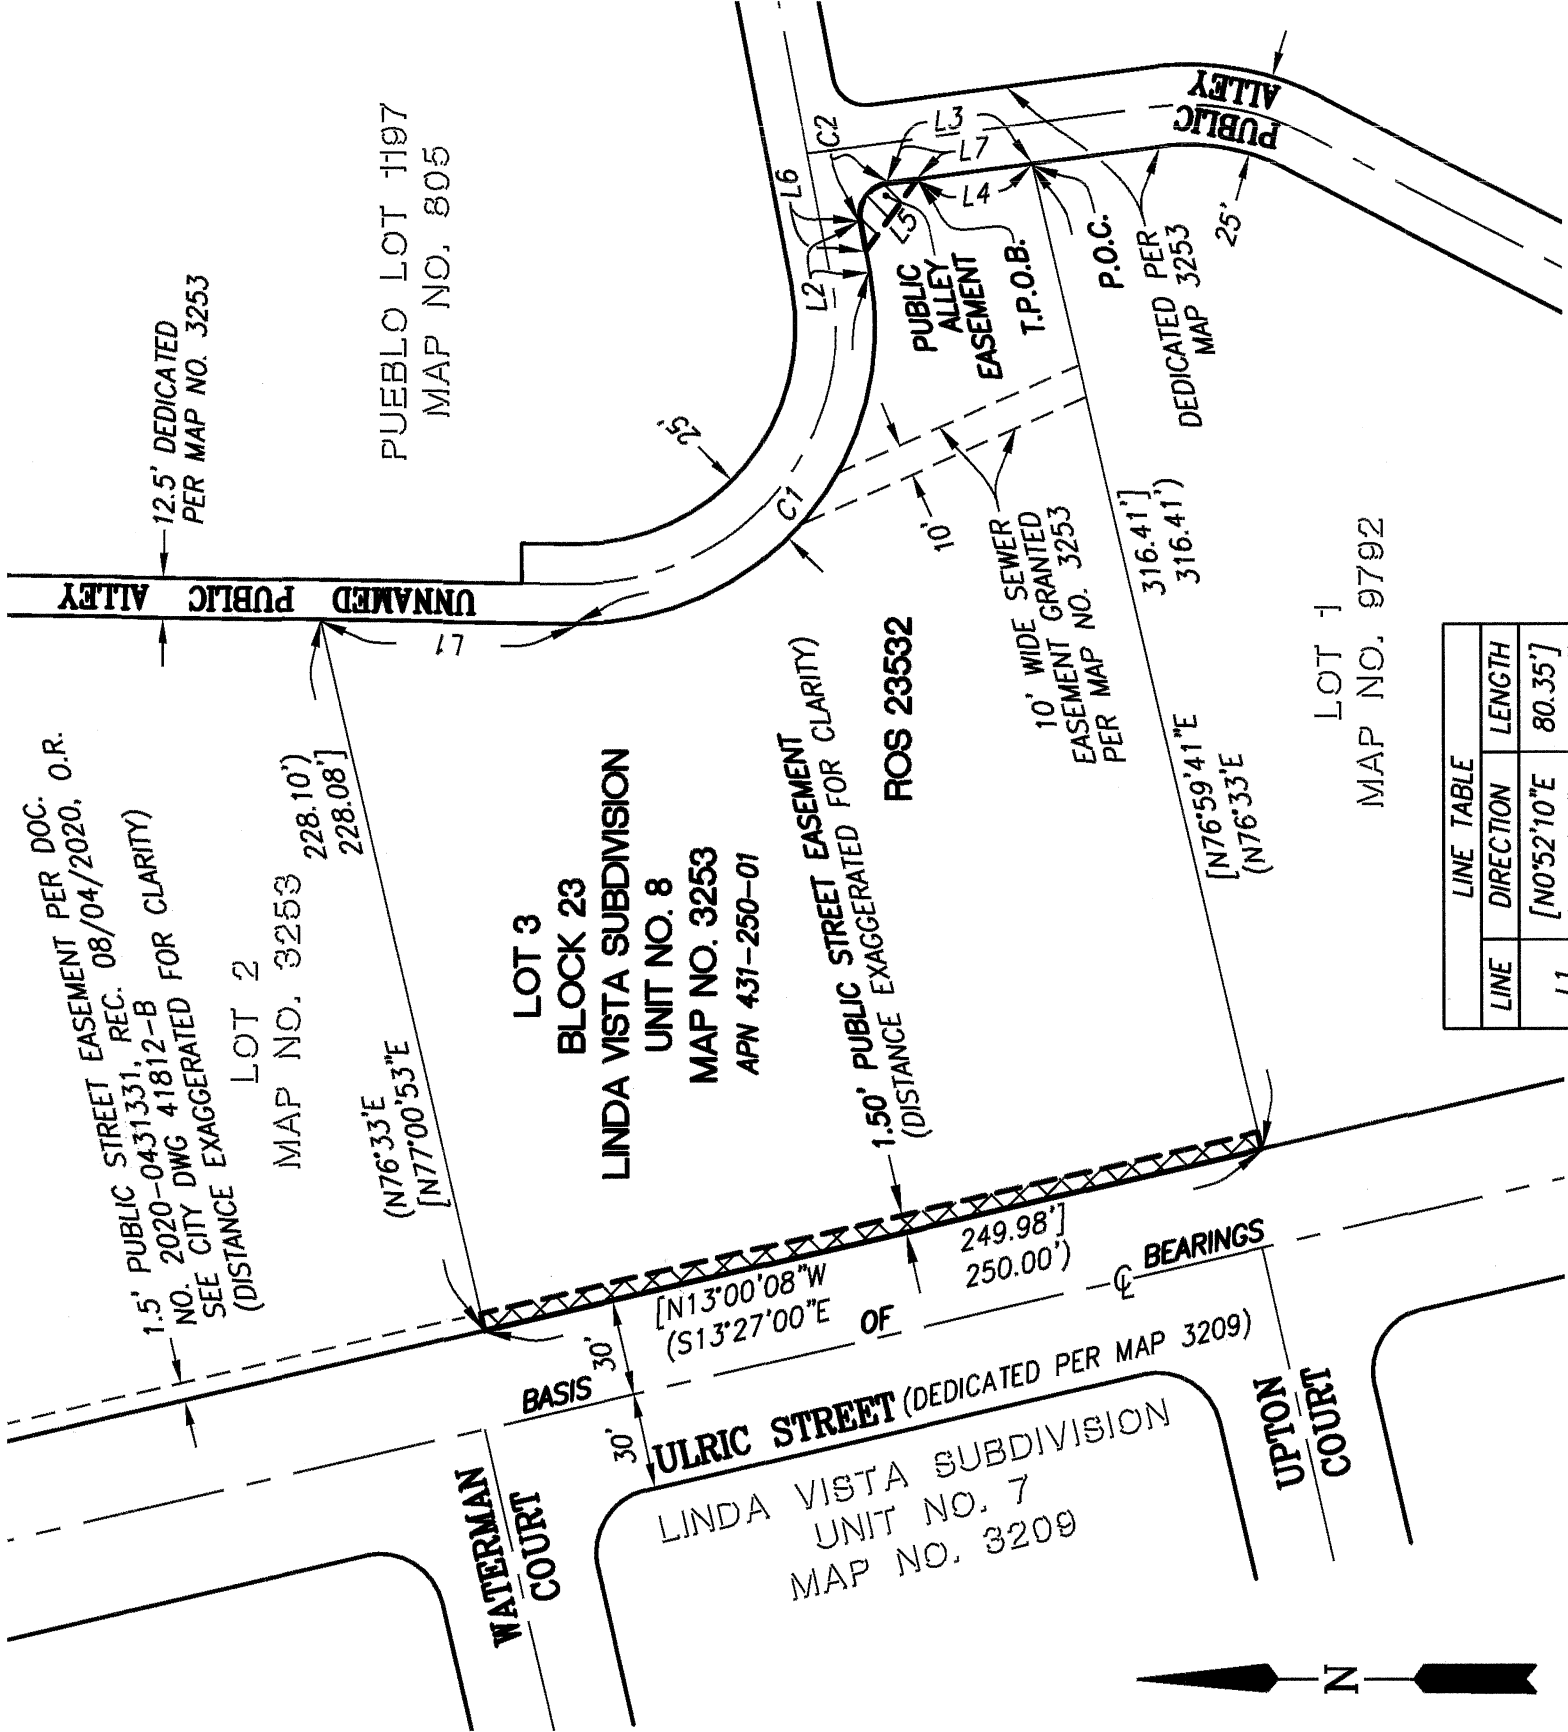 1.5' PUBLIC STREET EASEMENT PER DOC.
NO. 2020-0431331, REC. 08/04/2020, O.R.
SEE CITY DWG 41812-B
(DISTANCE EXAGGERATED FOR CLARITY)
LOT 2
MAP NO. 3253
12.5' DEDICATED
PER MAP NO. 3253
PUEBLO LOT 1197
MAP NO. 805
UNNAMED PUBLIC ALLEY
L1
(N76°33'E
[N77°00'53"E
228.10')
228.08']
25'
C1
L2
L6
C2
L3
L7
L4
L5
PUBLIC
ALLEY
EASEMENT
T.P.O.B.
P.O.C.
DEDICATED PER
MAP 3253
25'
PUBLIC
ALLEY
LOT 3
BLOCK 23
LINDA VISTA SUBDIVISION
UNIT NO. 8
MAP NO. 3253
APN 431-250-01
ROS 23532
10'
10' WIDE SEWER
EASEMENT GRANTED
PER MAP NO. 3253
1.50' PUBLIC STREET EASEMENT
(DISTANCE EXAGGERATED FOR CLARITY)
[N76°59'41"E
(N76°33'E
316.41']
316.41')
LOT 1
MAP NO. 9792
[N13°00'08"W
(S13°27'00"E
249.98']
250.00')
30'
30'
BASIS
OF
BEARINGS
ULRIC STREET (DEDICATED PER MAP 3209)
WATERMAN
COURT
UPTON
COURT
LINDA VISTA SUBDIVISION
UNIT NO. 7
MAP NO. 3209
N
LINE TABLE
LINE DIRECTION LENGTH
L1 [N0°52'10"E 80.35']